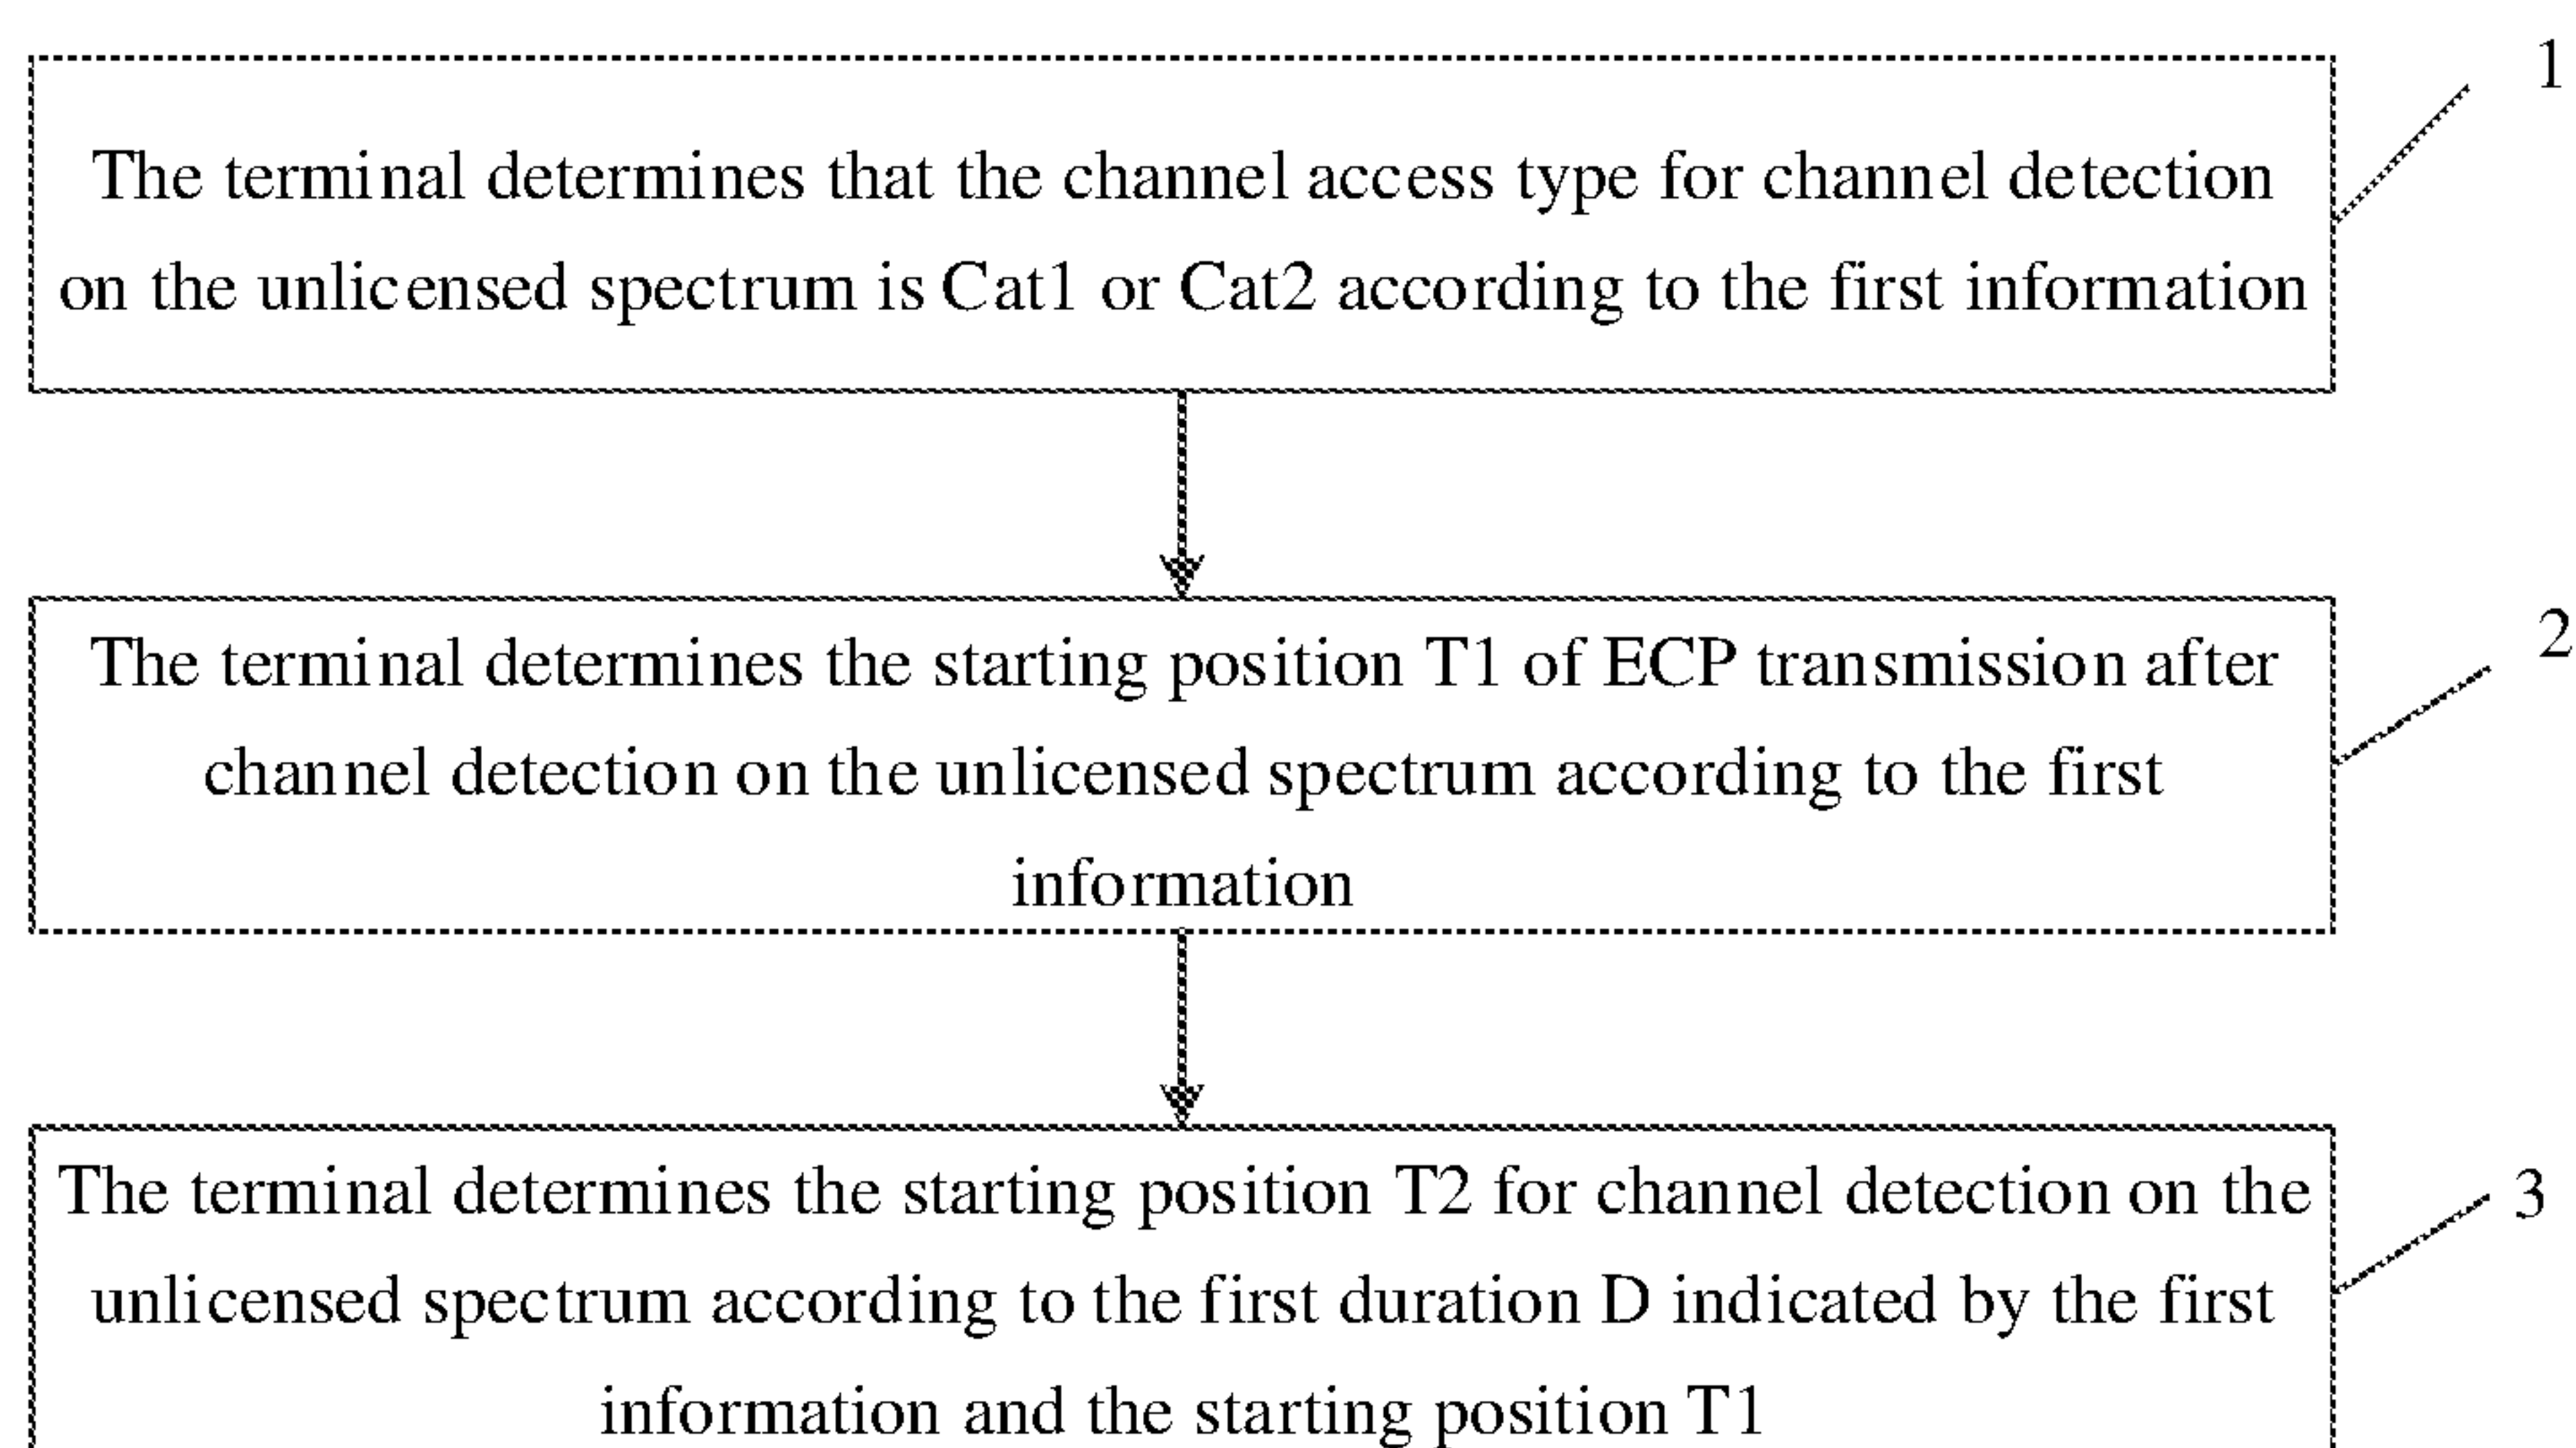 1
The terminal determines that the channel access type for channel detection
on the unlicensed spectrum is Cat1 or Cat2 according to the first information
2
The terminal determines the starting position T1 of ECP transmission after
channel detection on the unlicensed spectrum according to the first
information
3
The terminal determines the starting position T2 for channel detection on the
unlicensed spectrum according to the first duration D indicated by the first
information and the starting position T1